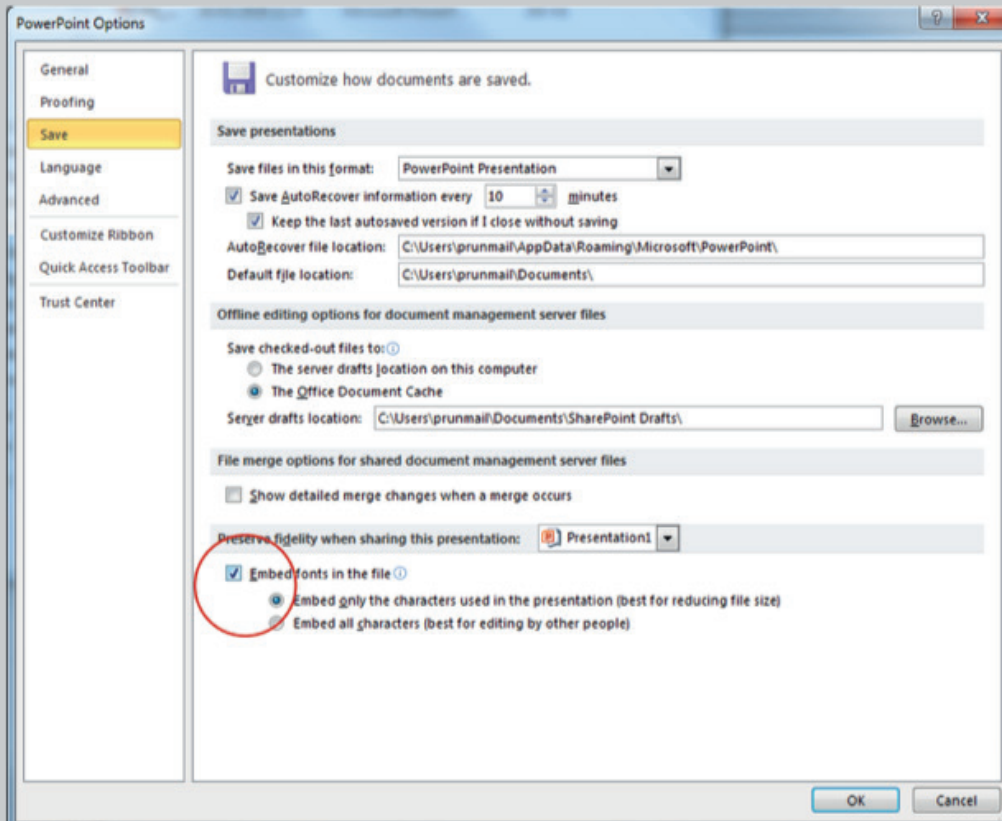 PowerPoint Options
General
Proofing
Save
Language
Advanced
Customize Ribbon
Quick Access Toolbar
Trust Center
Customize how documents are saved.
Save presentations
Save files in this format: PowerPoint Presentation
Save AutoRecover information every 10 minutes
Keep the last autosaved version if I close without saving
AutoRecover file location: C:\Users\prunmail\AppData\Roaming\Microsoft\PowerPoint\
Default file location: C:\Users\prunmail\Documents\
Offline editing options for document management server files
Save checked-out files to:
The server drafts location on this computer
The Office Document Cache
Server drafts location: C:\Users\prunmail\Documents\SharePoint Drafts\ Browse...
File merge options for shared document management server files
Show detailed merge changes when a merge occurs
Preserve fidelity when sharing this presentation: Presentation1
Embed fonts in the file
Embed only the characters used in the presentation (best for reducing file size)
Embed all characters (best for editing by other people)
OK Cancel